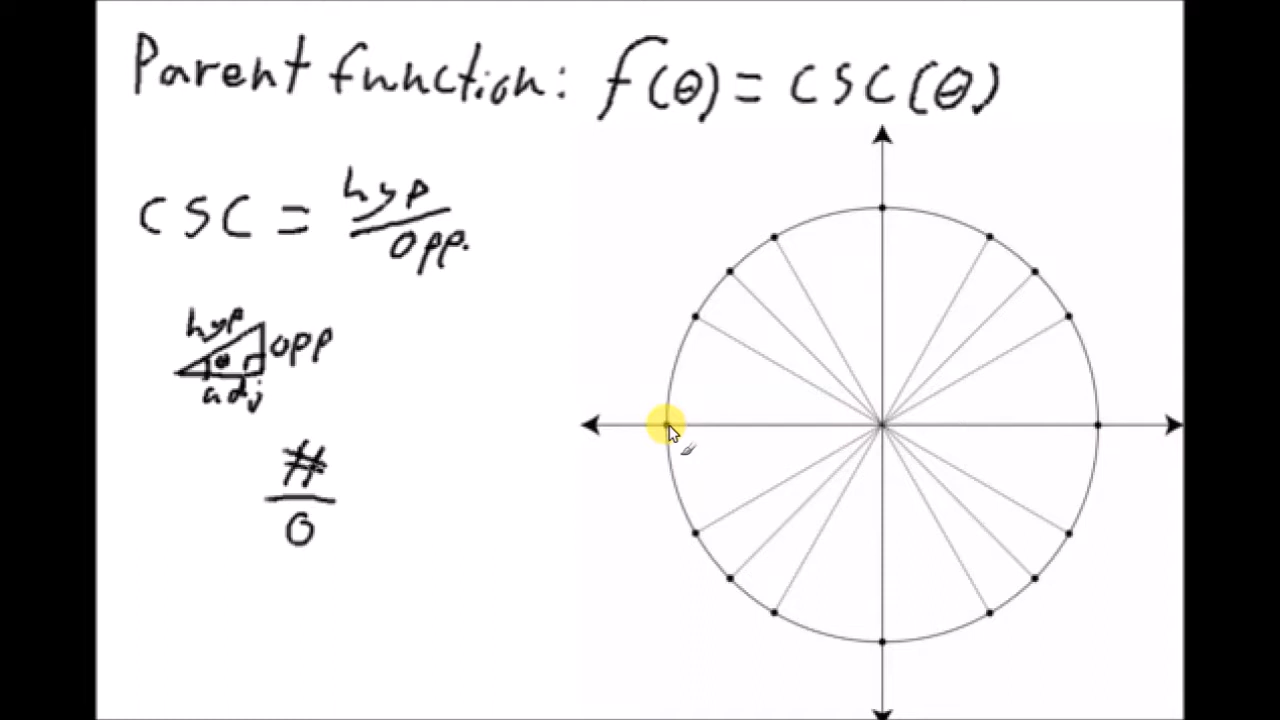 Parent function: f(θ) = csc(θ)
csc = hyp/opp.
hyp
θ
opp
adj
#
0